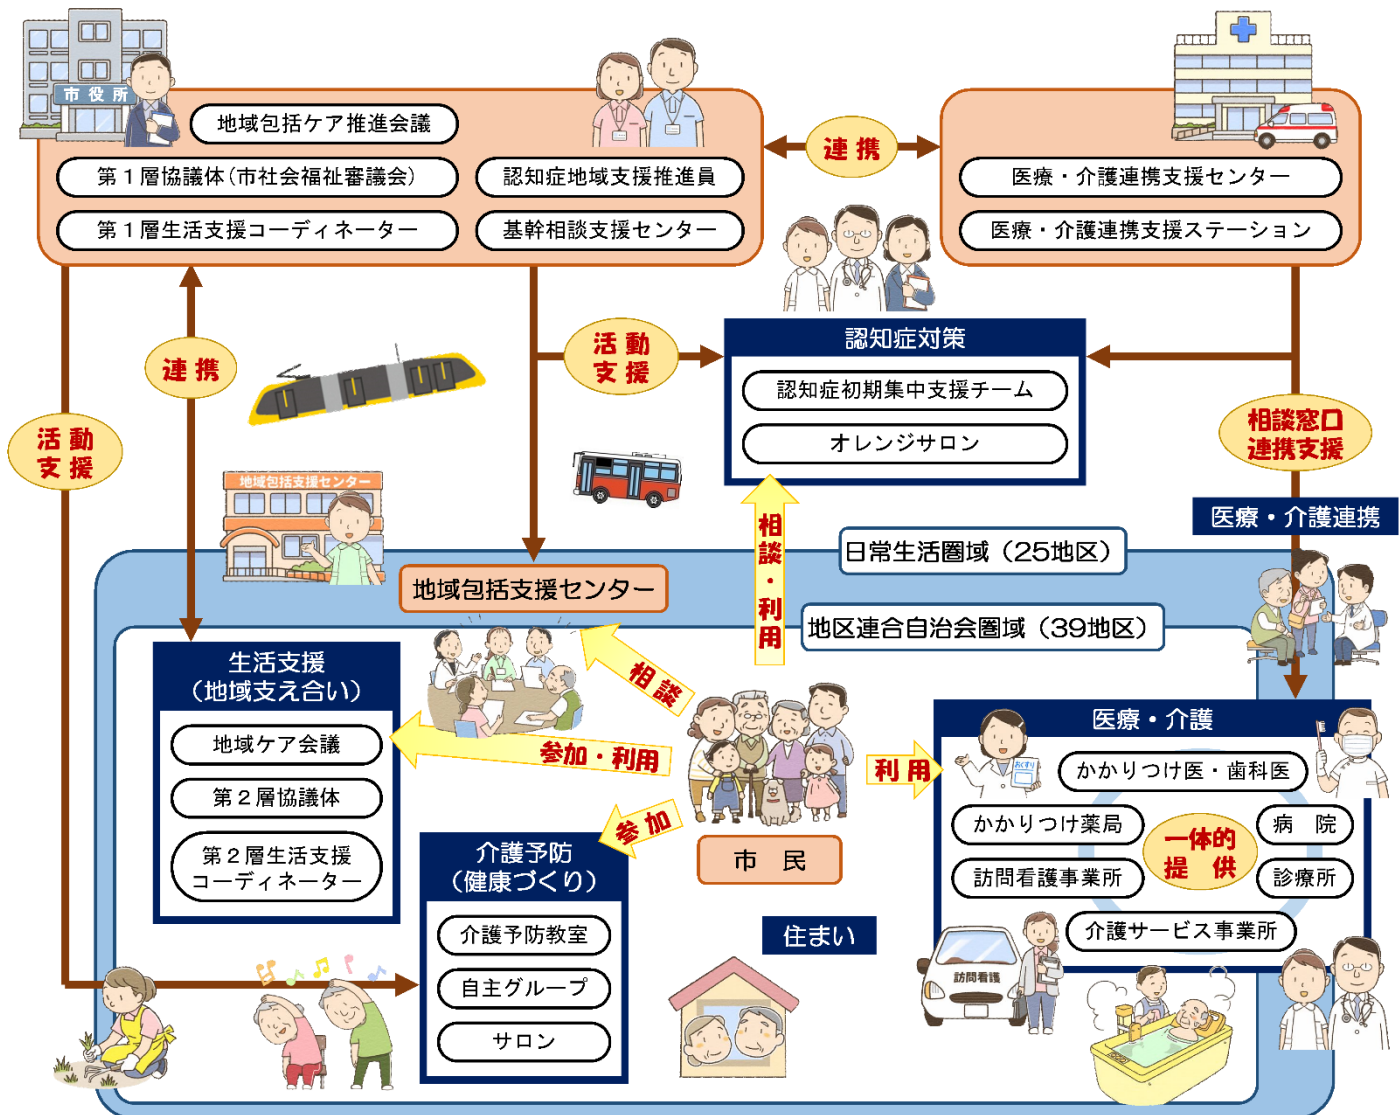 市役所
地域包括ケア推進会議
第1層協議体(市社会福祉審議会)
認知症地域支援推進員
第1層生活支援コーディネーター
基幹相談支援センター
連携
医療・介護連携支援センター
医療・介護連携支援ステーション
連携
活動
支援
活動
支援
認知症対策
認知症初期集中支援チーム
オレンジサロン
相談窓口
連携支援
医療・介護連携
地域包括支援センター
相談・利用
日常生活圏域(25地区)
地域包括支援センター
地区連合自治会圏域(39地区)
生活支援
(地域支え合い)
地域ケア会議
第2層協議体
第2層生活支援
コーディネーター
相談
参加・利用
参加
利用
市 民
介護予防
(健康づくり)
介護予防教室
自主グループ
サロン
住まい
医療・介護
おくすり
かかりつけ医・歯科医
かかりつけ薬局
病 院
一体的
提 供
訪問看護事業所
診療所
介護サービス事業所
訪問看護